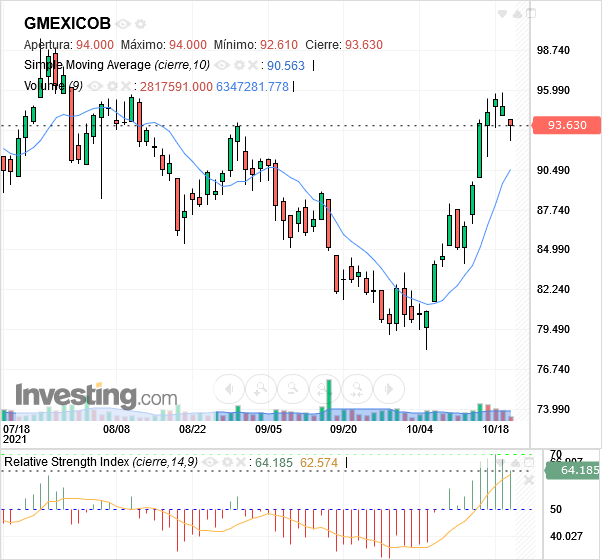 GMEXICOB
Apertura: 94.000 Máximo: 94.000 Mínimo: 92.610 Cierre: 93.630
Simple Moving Average (cierre,10) 90.563
Volume (9) 2817591.000 6347281.778
98.740
95.990
93.630
90.490
87.740
84.990
82.240
79.490
76.740
73.990
Investing.com
07/18 08/08 08/22 09/05 09/20 10/04 10/18
2021
Relative Strength Index (cierre,14,9) 64.185 62.574
70
64.185
50
40.027